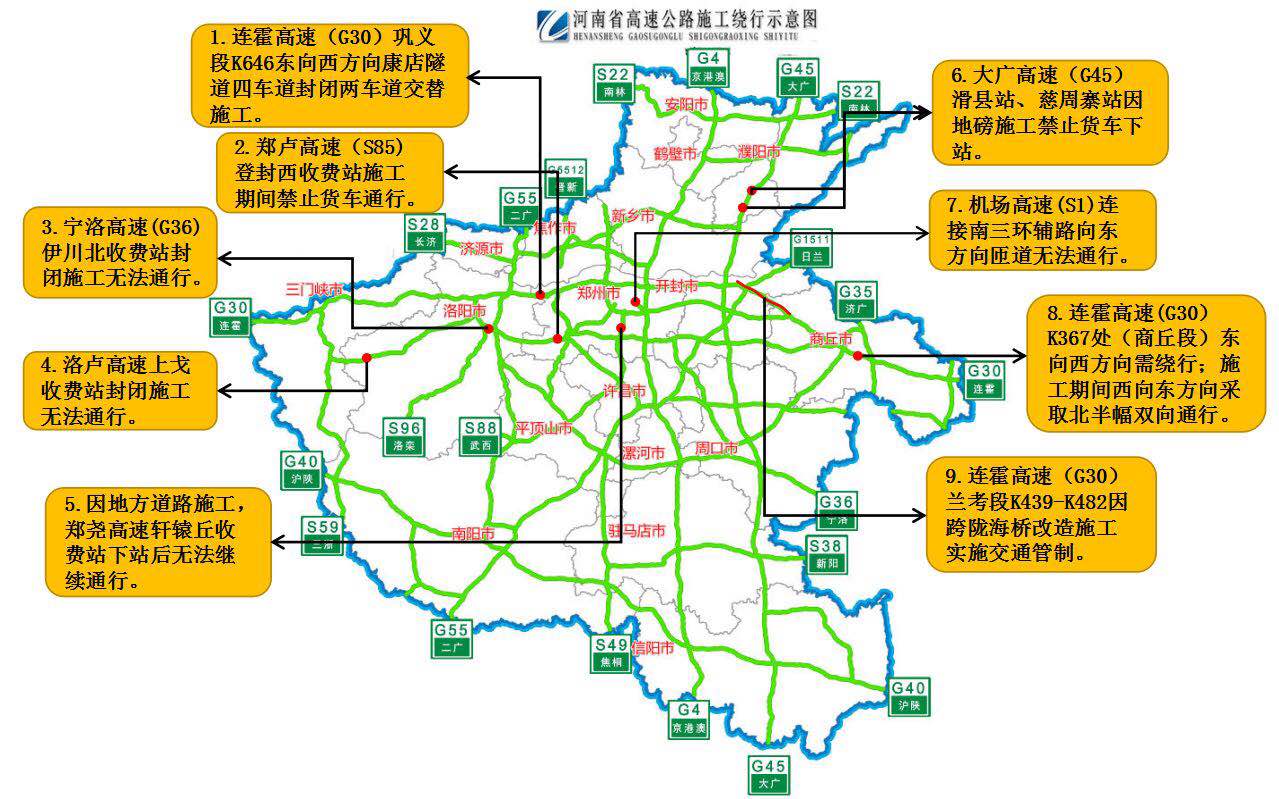 河南省高速公路施工绕行示意图
HENANSHENG GAOSUGONGLU SHIGONGRAOXING SHIYITU
1.连霍高速（G30）巩义
段K646东向西方向康店隧
道四车道封闭两车道交替
施工。
2.郑卢高速（S85)
登封西收费站施工
期间禁止货车通行。
3.宁洛高速(G36)
伊川北收费站封
闭施工无法通行。
4.洛卢高速上戈
收费站封闭施工
无法通行。
5.因地方道路施工，
郑尧高速轩辕丘收
费站下站后无法继
续通行。
6.大广高速（G45）
滑县站、慈周寨站因
地磅施工禁止货车下
站。
7.机场高速(S1)连
接南三环辅路向东
方向匝道无法通行。
8.连霍高速(G30)
K367处（商丘段）东
向西方向需绕行；施
工期间西向东方向采
取北半幅双向通行。
9.连霍高速（G30）
兰考段K439-K482因
跨陇海桥改造施工
实施交通管制。
S22
南林
G4
京港澳
G45
大广
S22
南林
安阳市
鹤壁市
濮阳市
G5512
晋新
G55
二广
S28
长济
焦作市
新乡市
济源市
G1511
日兰
三门峡市
G30
连霍
洛阳市
郑州市
开封市
G35
济广
商丘市
G30
连霍
许昌市
S96
洛栾
S88
武西
平顶山市
漯河市
周口市
G40
沪陕
G36
宁洛
S59
三淅
南阳市
驻马店市
S38
新阳
G55
二广
S49
焦桐
信阳市
G40
沪陕
G4
京港澳
G45
大广